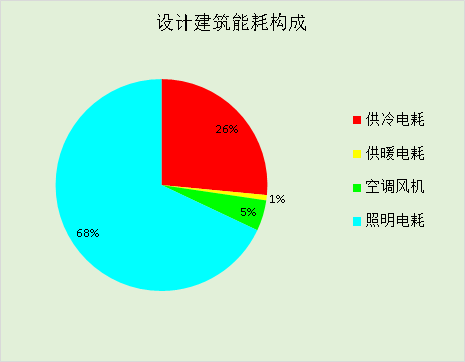 设计建筑能耗构成
26%
1%
5%
68%
供冷电耗
供暖电耗
空调风机
照明电耗